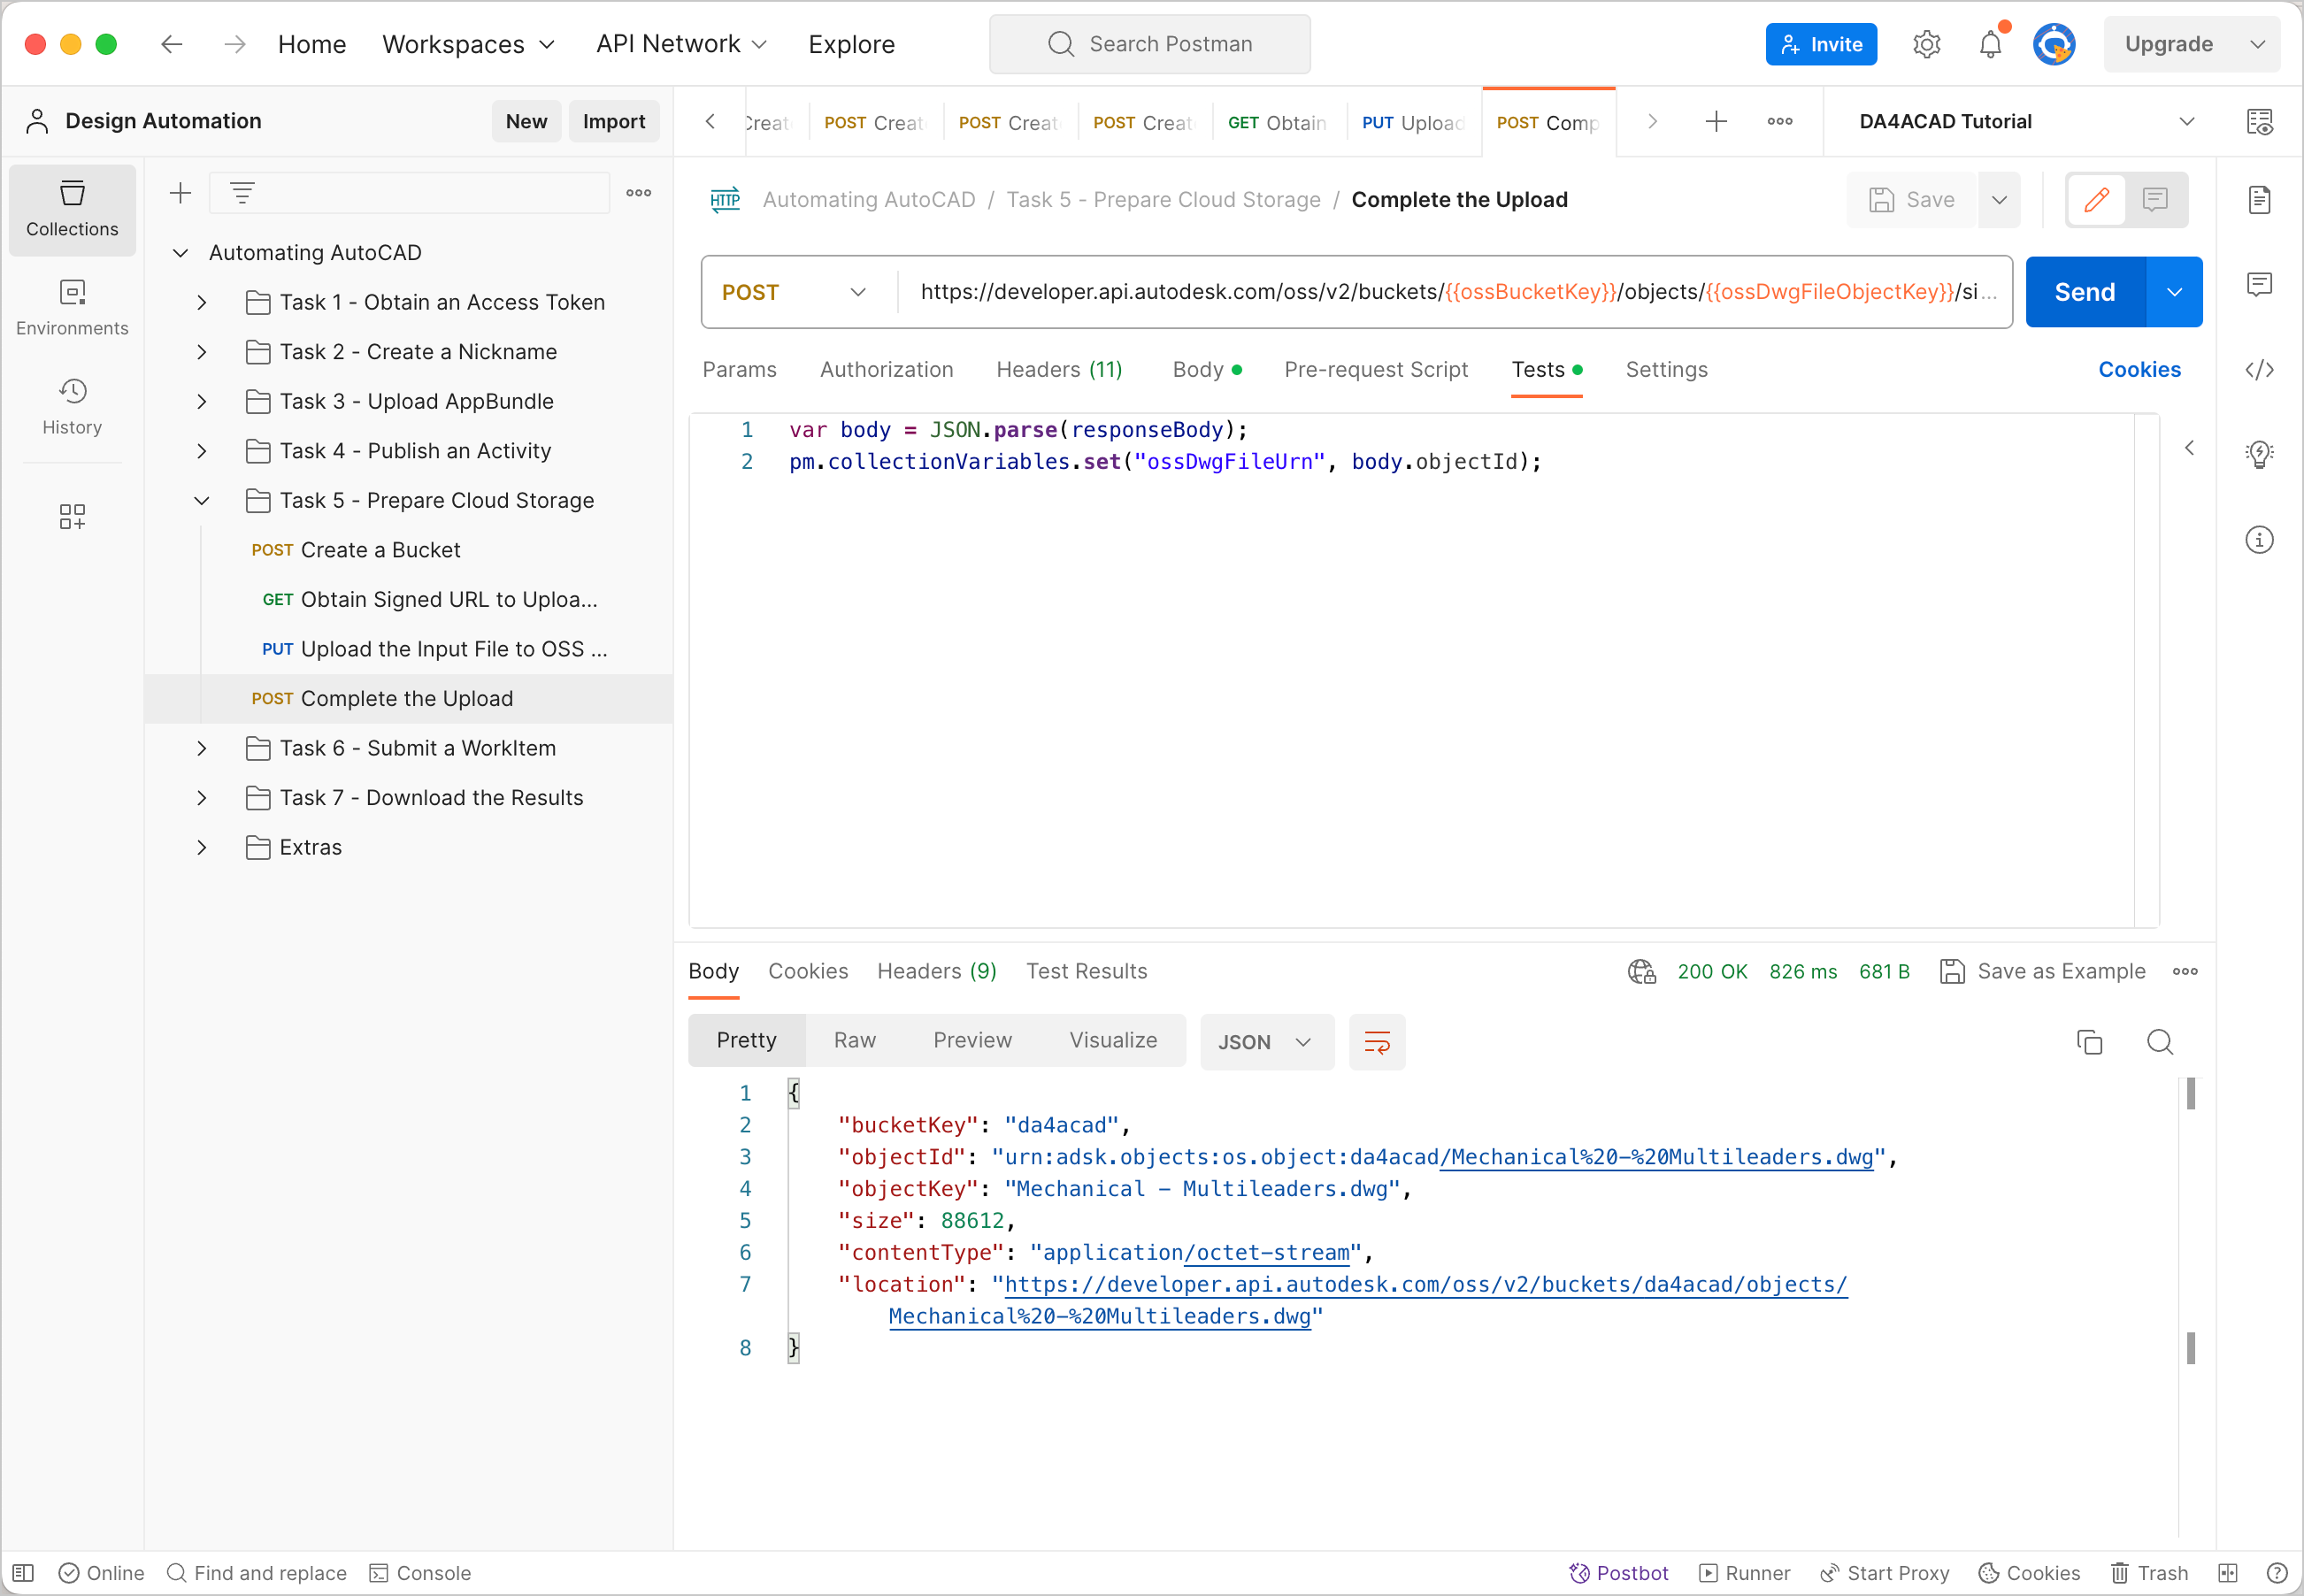 Home Workspaces API Network Explore Search Postman Invite Upgrade
Design Automation New Import
POST Creat POST Creat POST Creat GET Obtain PUT Upload POST Comp DA4ACAD Tutorial
Collections
Environments
History
Automating AutoCAD
Task 1 - Obtain an Access Token
Task 2 - Create a Nickname
Task 3 - Upload AppBundle
Task 4 - Publish an Activity
Task 5 - Prepare Cloud Storage
POST Create a Bucket
GET Obtain Signed URL to Uploa...
PUT Upload the Input File to OSS ...
POST Complete the Upload
Task 6 - Submit a WorkItem
Task 7 - Download the Results
Extras
HTTP Automating AutoCAD / Task 5 - Prepare Cloud Storage / Complete the Upload Save
POST https://developer.api.autodesk.com/oss/v2/buckets/{{ossBucketKey}}/objects/{{ossDwgFileObjectKey}}/si... Send
Params Authorization Headers (11) Body Pre-request Script Tests Settings Cookies
1 var body = JSON.parse(responseBody);
2 pm.collectionVariables.set("ossDwgFileUrn", body.objectId);
Body Cookies Headers (9) Test Results 200 OK 826 ms 681 B Save as Example
Pretty Raw Preview Visualize JSON
1 {
2 "bucketKey": "da4acad",
3 "objectId": "urn:adsk.objects:os.object:da4acad/Mechanical%20-%20Multileaders.dwg",
4 "objectKey": "Mechanical - Multileaders.dwg",
5 "size": 88612,
6 "contentType": "application/octet-stream",
7 "location": "https://developer.api.autodesk.com/oss/v2/buckets/da4acad/objects/
Mechanical%20-%20Multileaders.dwg"
8 }
Online Find and replace Console Postbot Runner Start Proxy Cookies Trash